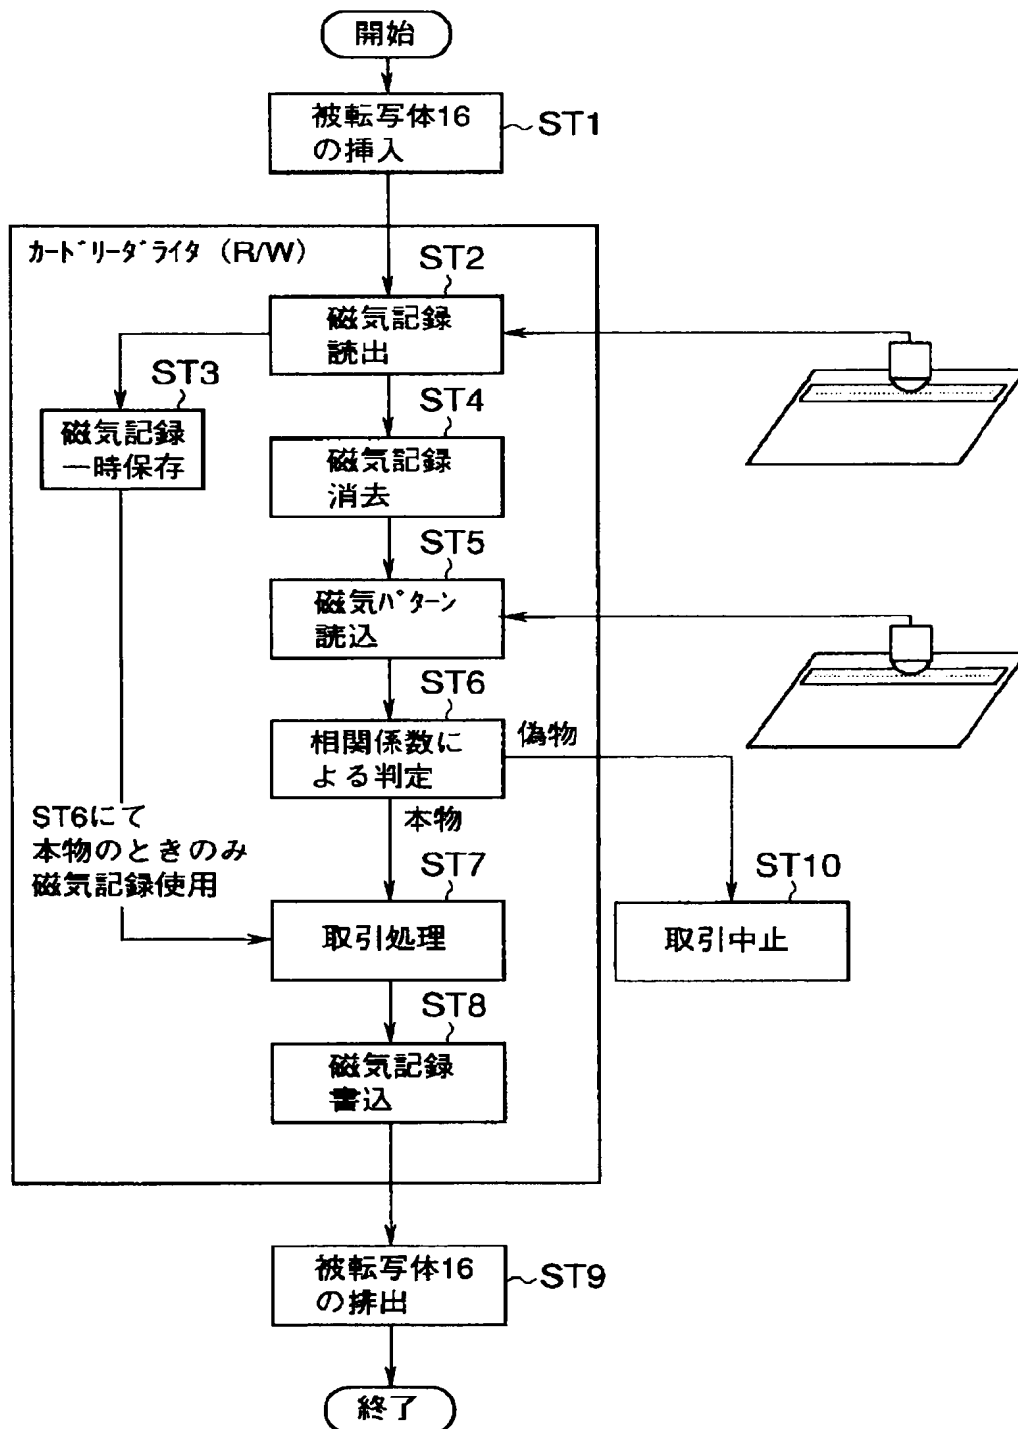 開始
被転写体16
の挿入
ST1
カードリーダライタ（R/W）
ST2
磁気記録
読出
ST3
磁気記録
一時保存
ST4
磁気記録
消去
ST5
磁気パターン
読込
ST6
相関係数に
よる判定
偽物
本物
ST6にて
本物のときのみ
磁気記録使用
ST7
取引処理
ST10
取引中止
ST8
磁気記録
書込
被転写体16
の排出
ST9
終了